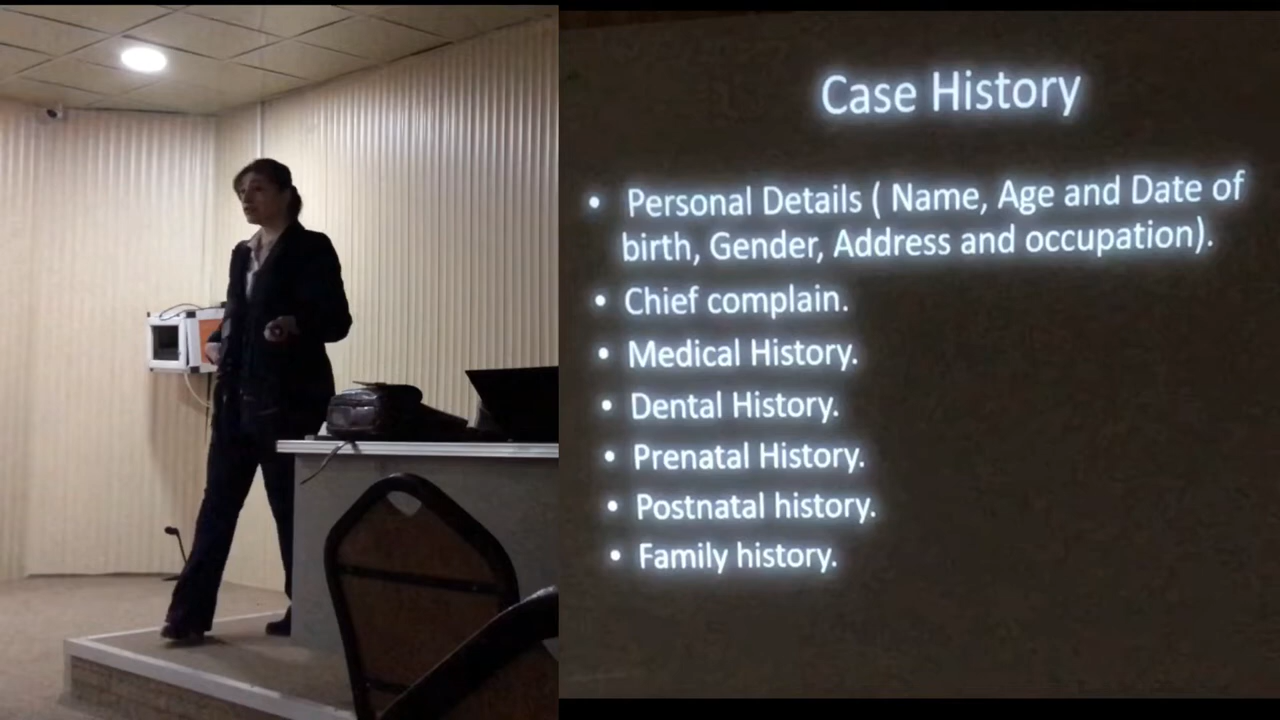 Case History
• Personal Details ( Name, Age and Date of
birth, Gender, Address and occupation).
• Chief complain.
• Medical History.
• Dental History.
• Prenatal History.
• Postnatal history.
• Family history.